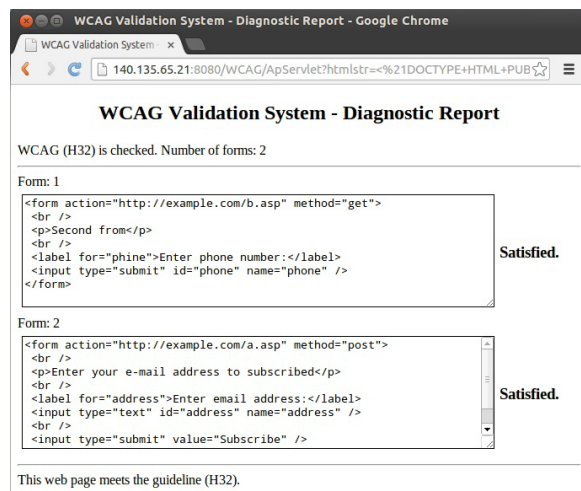 WCAG Validation System - Diagnostic Report - Google Chrome
WCAG Validation System -
140.135.65.21:8080/WCAG/ApServlet?htmlstr=<%21DOCTYPE+HTML+PUB
WCAG Validation System - Diagnostic Report
WCAG (H32) is checked. Number of forms: 2
Form: 1
<form action="http://example.com/b.asp" method="get">
<br />
<p>Second from</p>
<br />
<label for="phine">Enter phone number:</label>
<input type="submit" id="phone" name="phone" />
</form>
Satisfied.
Form: 2
<form action="http://example.com/a.asp" method="post">
<br />
<p>Enter your e-mail address to subscribed</p>
<br />
<label for="address">Enter email address:</label>
<input type="text" id="address" name="address" />
<br />
<input type="submit" value="Subscribe" />
Satisfied.
This web page meets the guideline (H32).